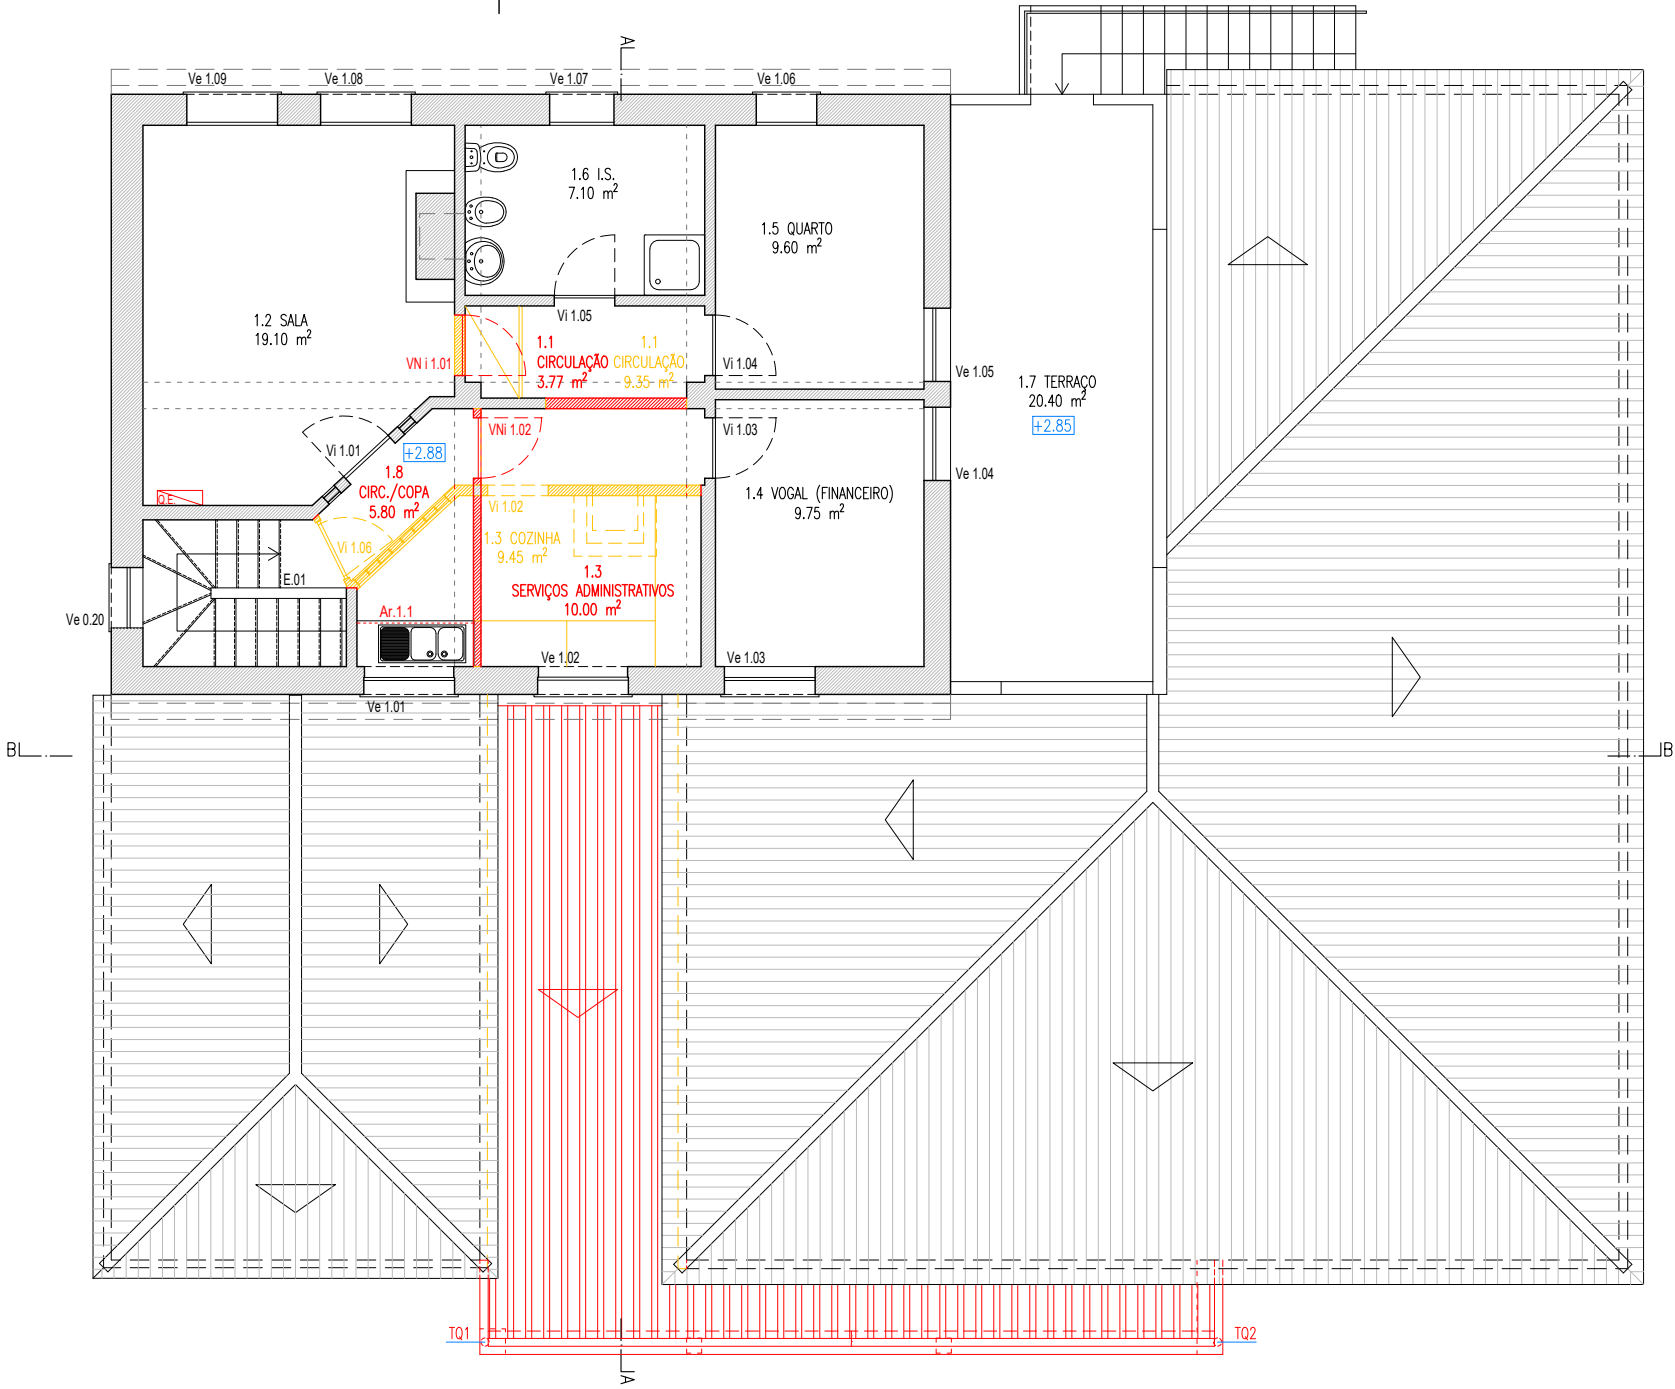 A
Ve 1.09
Ve 1.08
Ve 1.07
Ve 1.06
1.6 I.S.
7.10 m²
1.5 QUARTO
9.60 m²
1.2 SALA
19.10 m²
Vi 1.05
VN i 1.01
1.1
CIRCULAÇÃO
3.77 m²
1.1
CIRCULAÇÃO
9.35 m²
Vi 1.04
Ve 1.05
1.7 TERRAÇO
20.40 m²
+2.85
Vi 1.01
+2.88
VNi 1.02
Vi 1.03
1.8
CIRC./COPA
5.80 m²
Ve 1.04
Q.E.
1.4 VOGAL (FINANCEIRO)
9.75 m²
Vi 1.02
1.3 COZINHA
9.45 m²
Vi 1.06
E.01
1.3
SERVIÇOS ADMINISTRATIVOS
10.00 m²
Ar.1.1
Ve 0.20
Ve 1.02
Ve 1.03
Ve 1.01
B
B
TQ1
TQ2
A